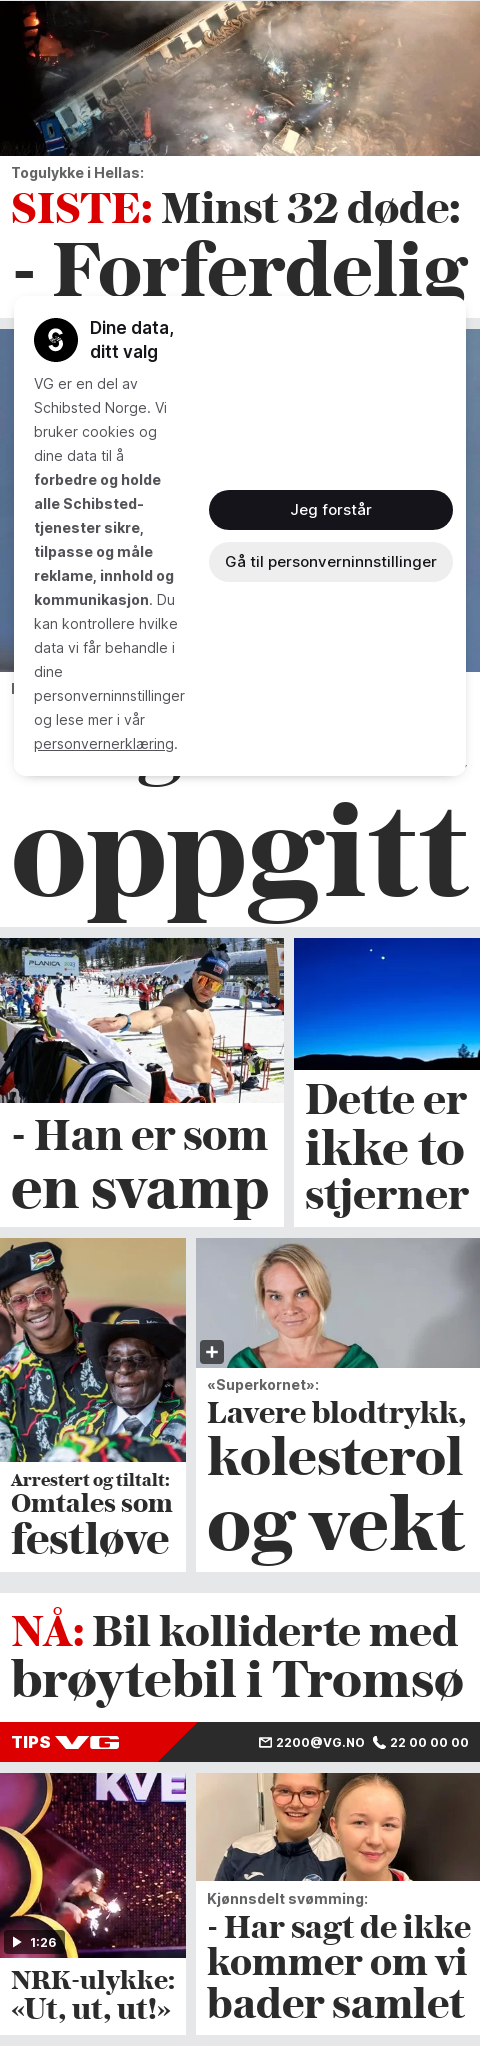 Togulykke i Hellas:
SISTE: Minst 32 døde:
- Forferdelig
Dine data,
ditt valg
VG er en del av
Schibsted Norge. Vi
bruker cookies og
dine data til å
forbedre og holde
alle Schibsted-
tjenester sikre,
tilpasse og måle
reklame, innhold og
kommunikasjon. Du
kan kontrollere hvilke
data vi får behandle i
dine
personverninnstillinger
og lese mer i vår
personvernerklæring.
Jeg forstår
Gå til personverninnstillinger
oppgitt
PLANICA
- Han er som
en svamp
Dette er
ikke to
stjerner
Arrestert og tiltalt:
Omtales som
festløve
«Superkornet»:
Lavere blodtrykk,
kolesterol
og vekt
NÅ: Bil kolliderte med
brøytebil i Tromsø
TIPS VG
2200@VG.NO 22 00 00 00
KVE
1:26
NRK-ulykke:
«Ut, ut, ut!»
Kjønnsdelt svømming:
- Har sagt de ikke
kommer om vi
bader samlet